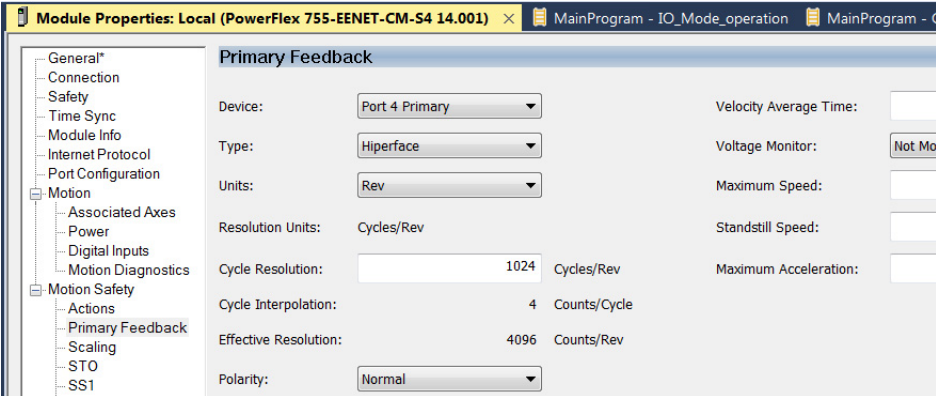 Module Properties: Local (PowerFlex 755-EENET-CM-S4 14.001) × MainProgram - IO_Mode_operation MainProgram -
General*
Connection
Safety
Time Sync
Module Info
Internet Protocol
Port Configuration
Motion
Associated Axes
Power
Digital Inputs
Motion Diagnostics
Motion Safety
Actions
Primary Feedback
Scaling
STO
SS1
Primary Feedback
Device: Port 4 Primary
Type: Hiperface
Units: Rev
Resolution Units: Cycles/Rev
Cycle Resolution: 1024 Cycles/Rev
Cycle Interpolation: 4 Counts/Cycle
Effective Resolution: 4096 Counts/Rev
Polarity: Normal
Velocity Average Time:
Voltage Monitor: Not Mo
Maximum Speed:
Standstill Speed:
Maximum Acceleration: